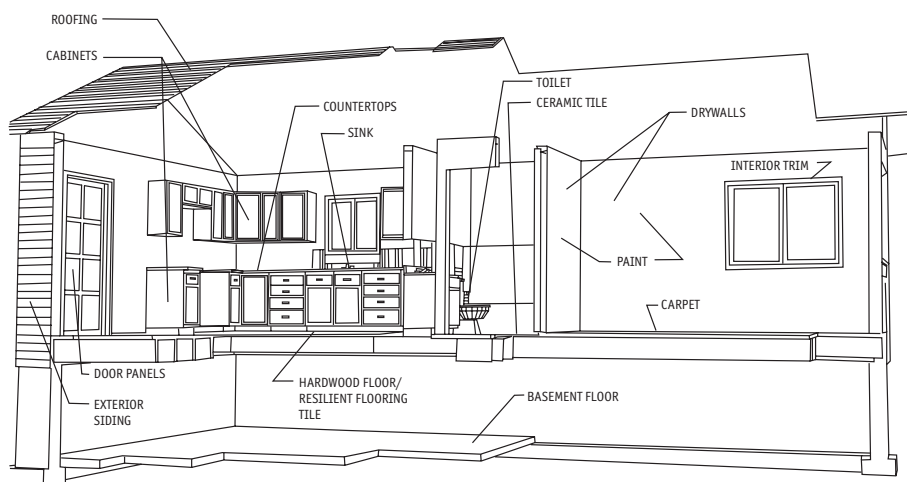 ROOFING
CABINETS
TOILET
COUNTERTOPS
CERAMIC TILE
DRYWALLS
SINK
INTERIOR TRIM
PAINT
CARPET
DOOR PANELS
HARDWOOD FLOOR/
RESILIENT FLOORING
TILE
BASEMENT FLOOR
EXTERIOR
SIDING